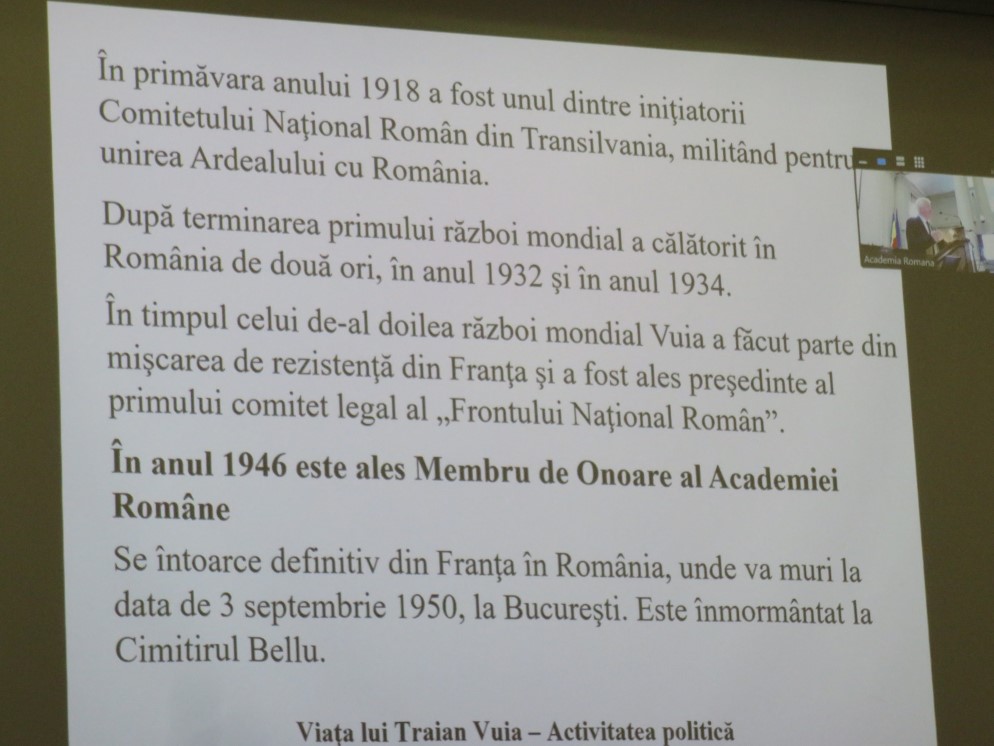 În primăvara anului 1918 a fost unul dintre iniţiatorii
Comitetului Naţional Român din Transilvania, militând pentru
unirea Ardealului cu România.
După terminarea primului război mondial a călătorit în
România de două ori, în anul 1932 şi în anul 1934.
În timpul celui de-al doilea război mondial Vuia a făcut parte din
mişcarea de rezistenţă din Franţa şi a fost ales preşedinte al
primului comitet legal al „Frontului Naţional Român”.
În anul 1946 este ales Membru de Onoare al Academiei
Române
Se întoarce definitiv din Franţa în România, unde va muri la
data de 3 septembrie 1950, la Bucureşti. Este înmormântat la
Cimitirul Bellu.
Viaţa lui Traian Vuia – Activitatea politică
Academia Romana